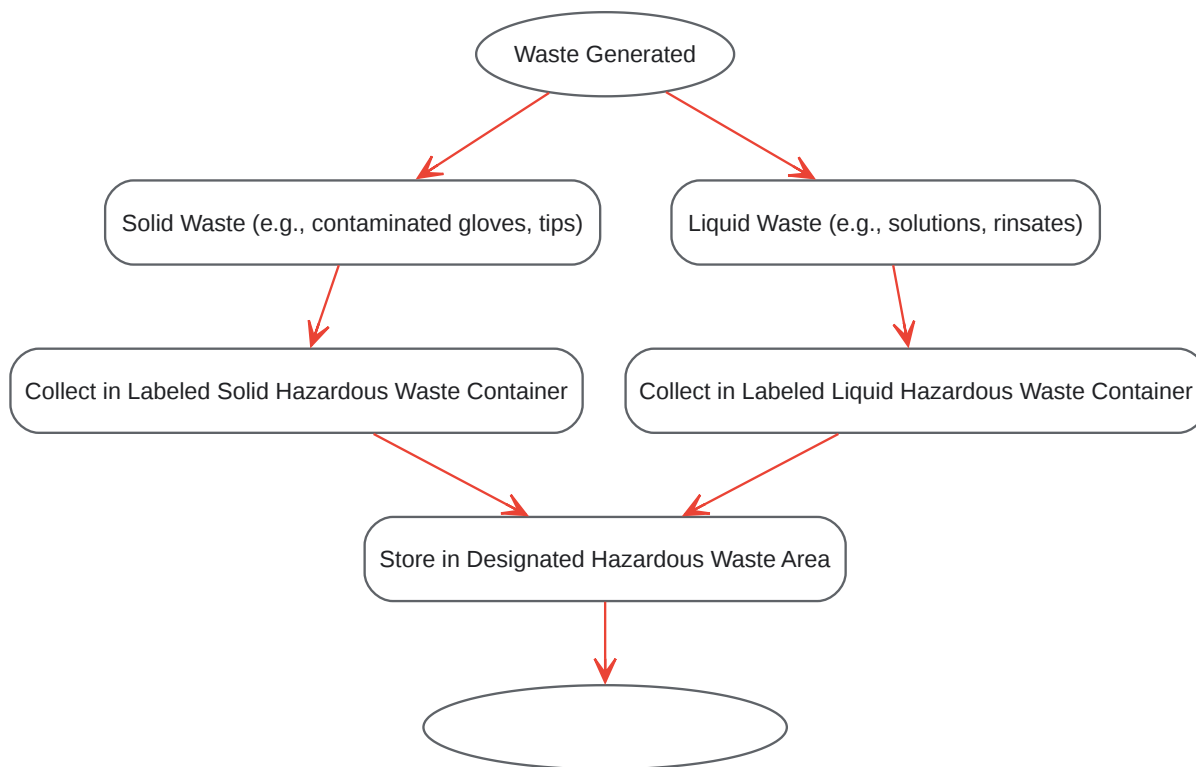 Waste Generated
Solid Waste (e.g., contaminated gloves, tips)
Liquid Waste (e.g., solutions, rinsates)
Collect in Labeled Solid Hazardous Waste Container
Collect in Labeled Liquid Hazardous Waste Container
Store in Designated Hazardous Waste Area